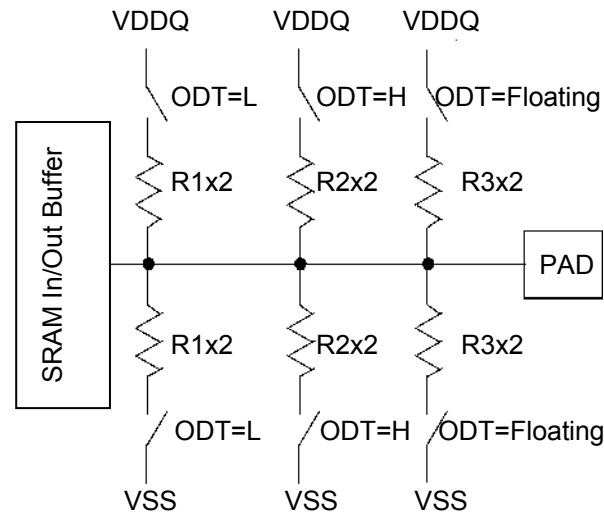 VDDQ VDDQ VDDQ
ODT=L ODT=H ODT=Floating
R1x2 R2x2 R3x2
SRAM In/Out Buffer
PAD
R1x2 R2x2 R3x2
ODT=L ODT=H ODT=Floating
VSS VSS VSS